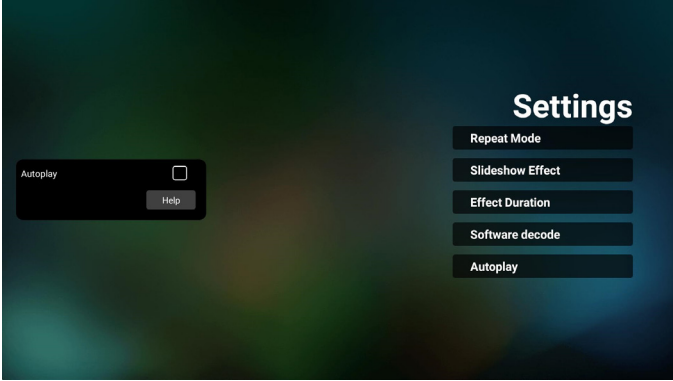 Settings
Repeat Mode
Slideshow Effect
Effect Duration
Software decode
Autoplay
Autoplay
Help